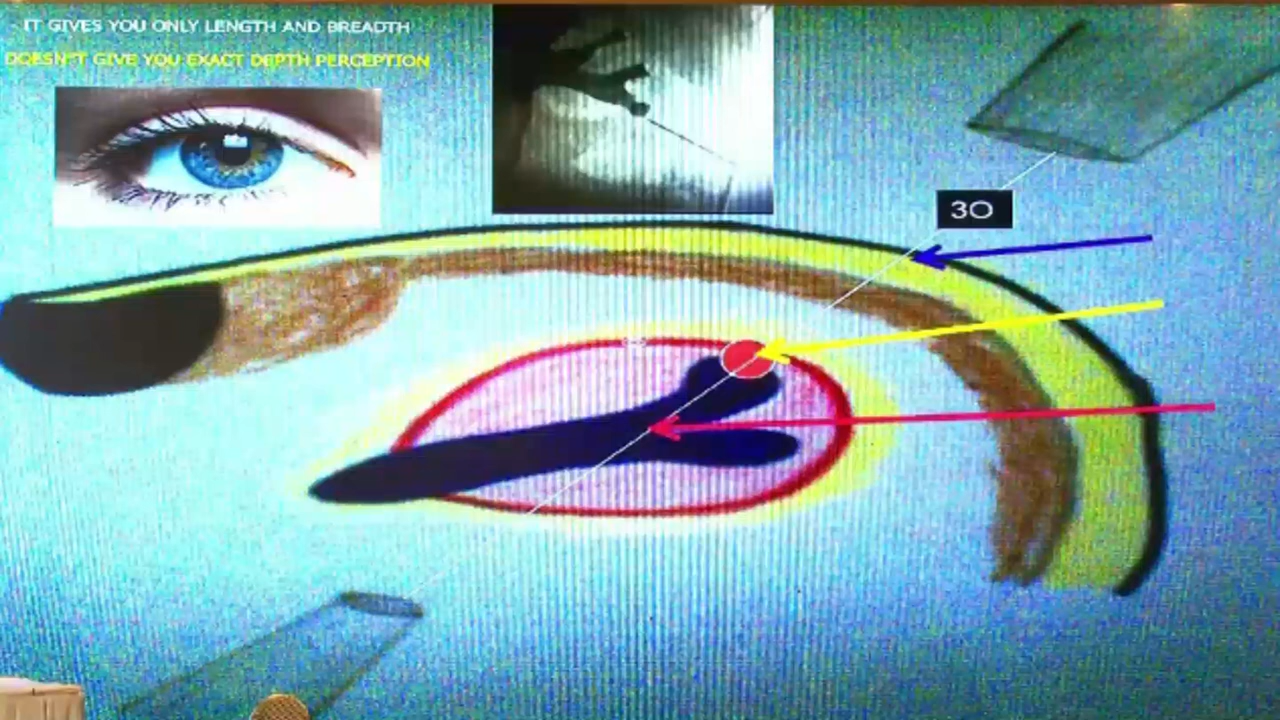 IT GIVES YOU ONLY LENGTH AND BREADTH
DOESN'T GIVE YOU EXACT DEPTH PERCEPTION
30